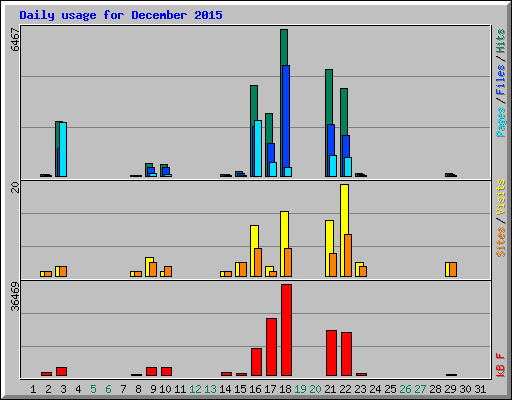 Daily usage for December 2015
6467
Pages / Files / Hits
20
Sites / Visits
36469
kB F
1 2 3 4 5 6 7 8 9 10 11 12 13 14 15 16 17 18 19 20 21 22 23 24 25 26 27 28 29 30 31